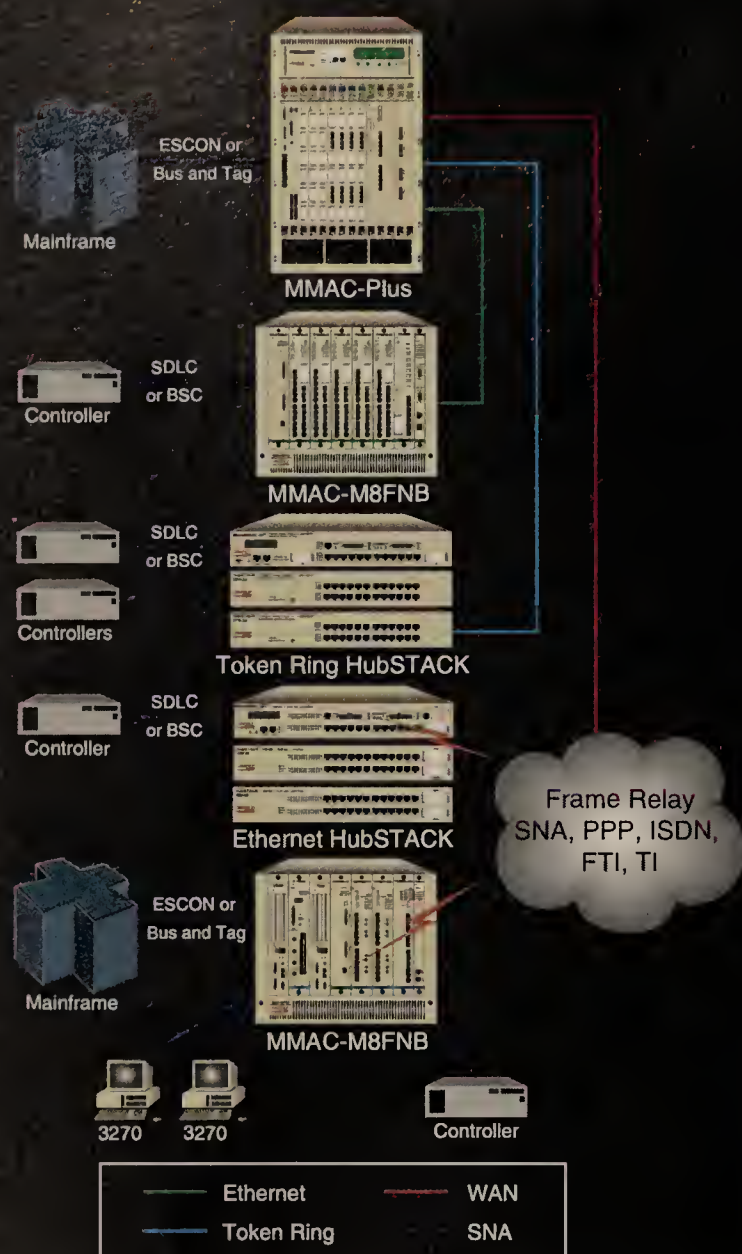 ESCON or
Bus and Tag
Mainframe
MMAC-Plus
SDLC
or BSC
Controller
MMAC-M8FNB
SDLC
or BSC
Controllers
Token Ring HubSTACK
SDLC
or BSC
Controller
Ethernet HubSTACK
Frame Relay
SNA, PPP, ISDN,
FTI, TI
ESCON or
Bus and Tag
Mainframe
MMAC-M8FNB
3270
3270
Controller
Ethernet
WAN
Token Ring
SNA